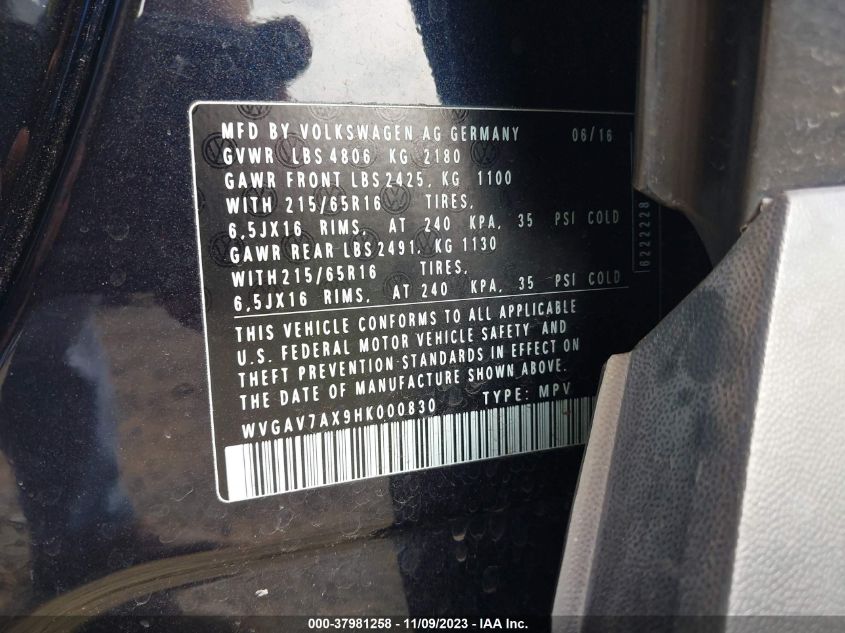 MFD BY VOLKSWAGEN AG GERMANY 06/16
GVWR LBS 4806 KG 2180
GAWR FRONT LBS 2425, KG 1100
WITH 215/65R16 TIRES,
6,5JX16 RIMS, AT 240 KPA, 35 PSI COLD
GAWR REAR LBS 2491, KG 1130
WITH 215/65R16 TIRES,
6,5JX16 RIMS, AT 240 KPA, 35 PSI COLD
THIS VEHICLE CONFORMS TO ALL APPLICABLE
U.S. FEDERAL MOTOR VEHICLE SAFETY AND
THEFT PREVENTION STANDARDS IN EFFECT ON
THE DATE OF MANUFACTURE SHOWN ABOVE.
WVGAV7AX9HK000830 TYPE: MPV
6222228
000-37981258 - 11/09/2023 - IAA Inc.